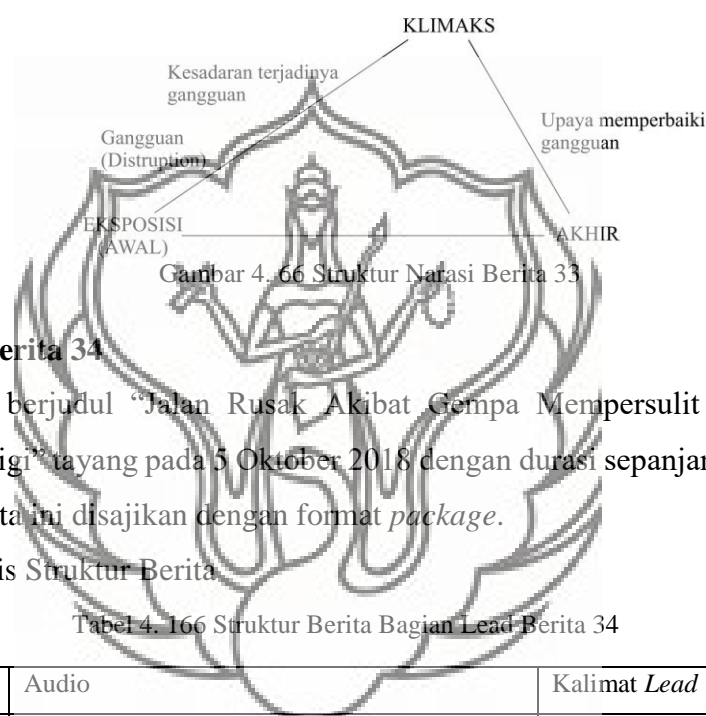 KLIMAKS
Kesadaran terjadinya
gangguan
Upaya memperbaiki
gangguan
Gangguan
(Distruption)
EKSPOSISI
(AWAL)
AKHIR
Gambar 4. 66 Struktur Narasi Berita 33
erita 34
berjudul “Jalan Rusak Akibat Gempa Mempersulit
igi” tayang pada 5 Oktober 2018 dengan durasi sepanjan
ta ini disajikan dengan format package.
is Struktur Berita
Tabel 4. 166 Struktur Berita Bagian Lead Berita 34
Audio
Kalimat Lead